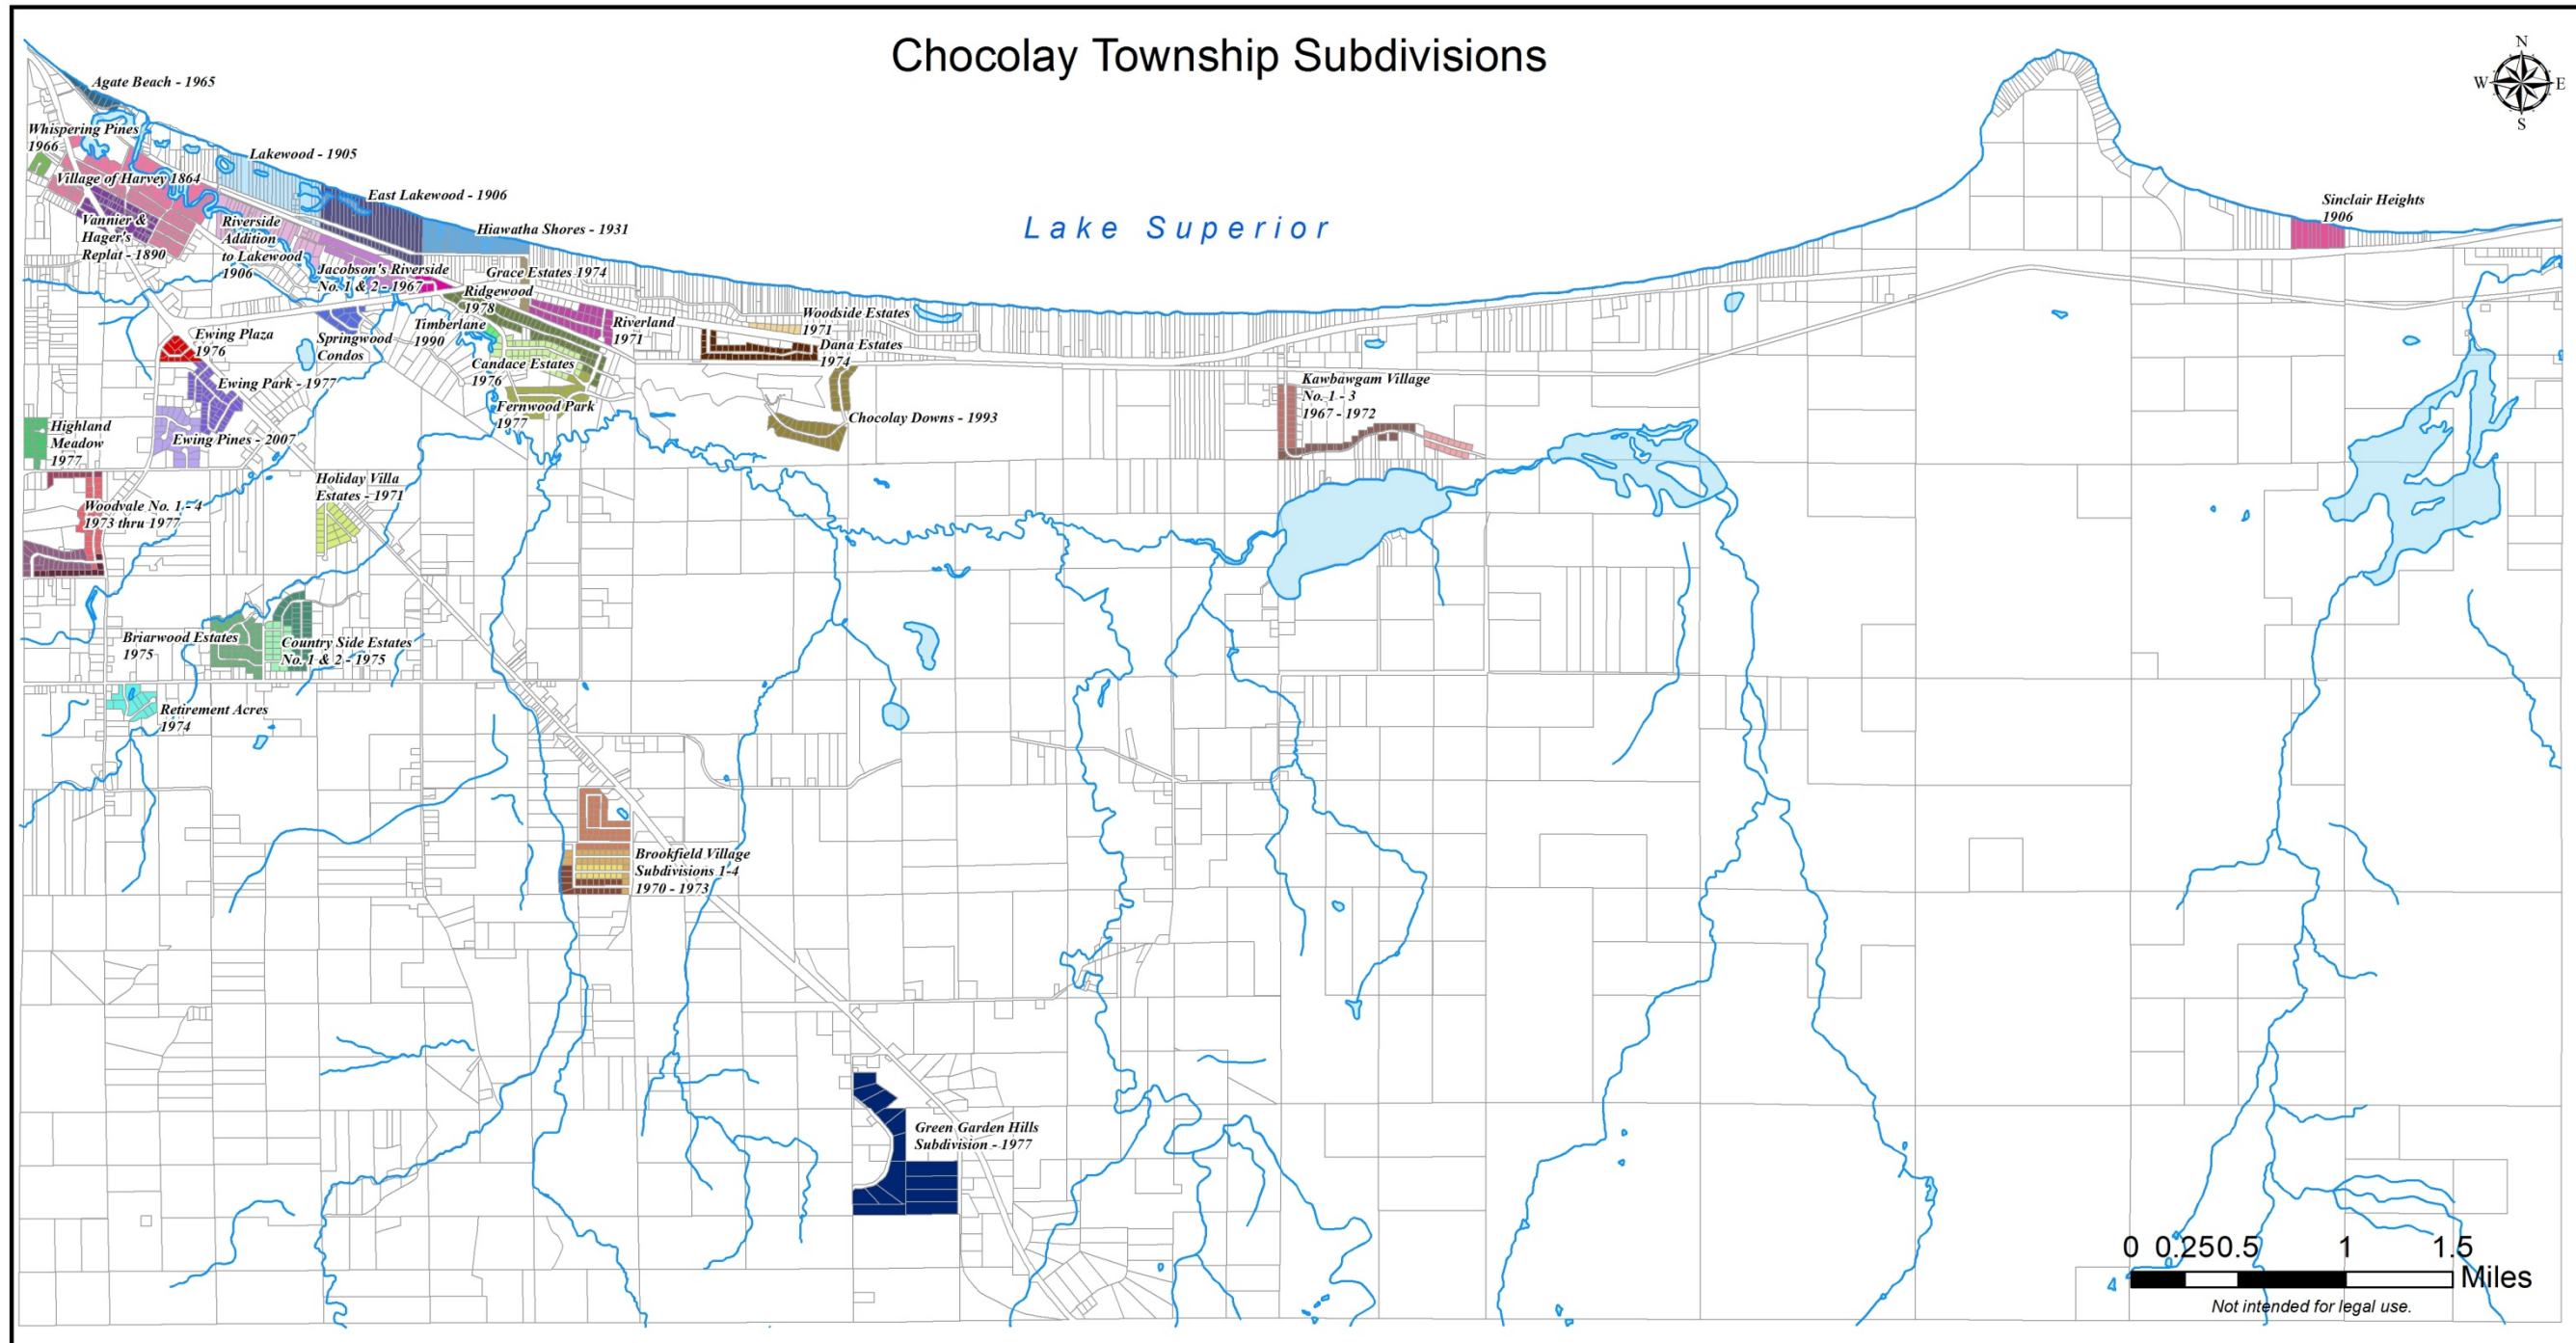 Chocolay Township Subdivisions
N
W E
S
Agate Beach - 1965
Whispering Pines
1966
Lakewood - 1905
Village of Harvey 1864
East Lakewood - 1906
Vannier &
Hager's
Replat - 1890
Riverside
Addition
to Lakewood
1906
Hiawatha Shores - 1931
Sinclair Heights
1906
Lake Superior
Jacobson's Riverside
No. 1 & 2 - 1967
Grace Estates 1974
Ridgewood
1978
Timberlane
1990
Riverland
1971
Woodside Estates
1971
Dana Estates
1974
Ewing Plaza
1976
Springwood
Condos
Candace Estates
1976
Ewing Park - 1977
Fernwood Park
1977
Chocolay Downs - 1993
Kawbawgam Village
No. 1 - 3
1967 - 1972
Highland
Meadow
1977
Ewing Pines - 2007
Holiday Villa
Estates - 1971
Woodvale No. 1 - 4
1973 thru 1977
Briarwood Estates
1975
Country Side Estates
No. 1 & 2 - 1975
Retirement Acres
1974
Brookfield Village
Subdivisions 1-4
1970 - 1973
Green Garden Hills
Subdivision - 1977
0 0.25 0.5 1 1.5
Miles
Not intended for legal use.